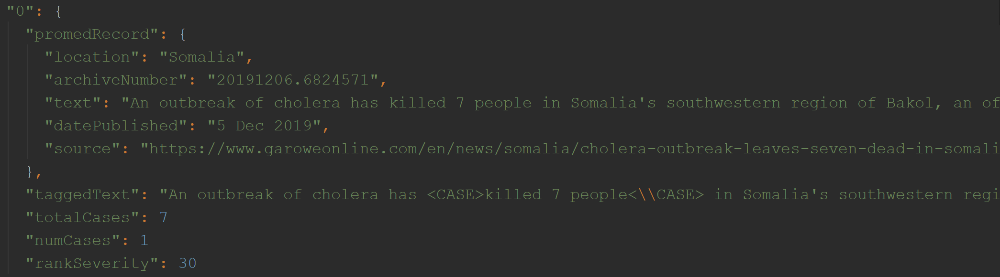 "0": {
"promedRecord": {
"location": "Somalia",
"archiveNumber": "20191206.6824571",
"text": "An outbreak of cholera has killed 7 people in Somalia's southwestern region of Bakol, an of
"datePublished": "5 Dec 2019",
"source": "https://www.garoweonline.com/en/news/somalia/cholera-outbreak-leaves-seven-dead-in-somali
},
"taggedText": "An outbreak of cholera has <CASE>killed 7 people<\\CASE> in Somalia's southwestern regi
"totalCases": 7
"numCases": 1
"rankSeverity": 30